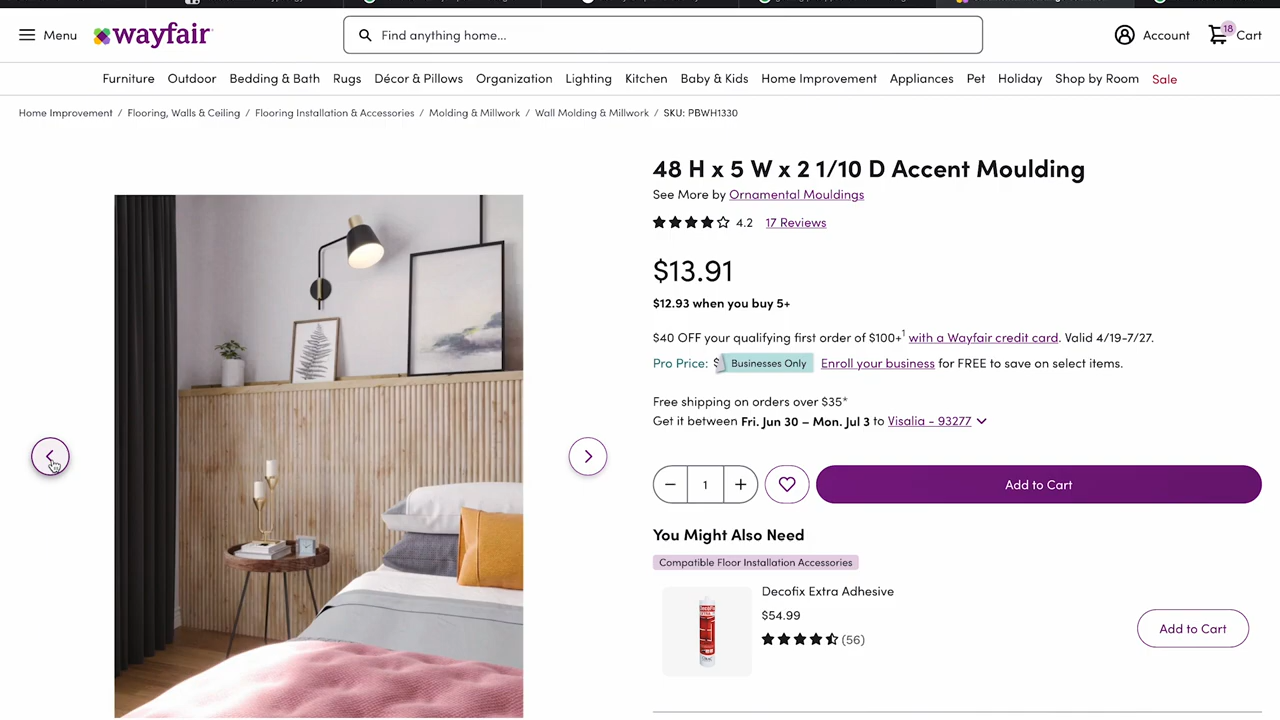 Menu
wayfair
Find anything home...
Account
18
Cart
Furniture
Outdoor
Bedding & Bath
Rugs
Décor & Pillows
Organization
Lighting
Kitchen
Baby & Kids
Home Improvement
Appliances
Pet
Holiday
Shop by Room
Sale
Home Improvement / Flooring, Walls & Ceiling / Flooring Installation & Accessories / Molding & Millwork / Wall Molding & Millwork / SKU: PBWH1330
48 H x 5 W x 2 1/10 D Accent Moulding
See More by Ornamental Mouldings
4.2 17 Reviews
$13.91
$12.93 when you buy 5+
$40 OFF your qualifying first order of $100+1 with a Wayfair credit card. Valid 4/19-7/27.
Pro Price: $ Businesses Only Enroll your business for FREE to save on select items.
Free shipping on orders over $35*
Get it between Fri. Jun 30 – Mon. Jul 3 to Visalia - 93277
1
Add to Cart
You Might Also Need
Compatible Floor Installation Accessories
Decofix Extra Adhesive
$54.99
(56)
Add to Cart